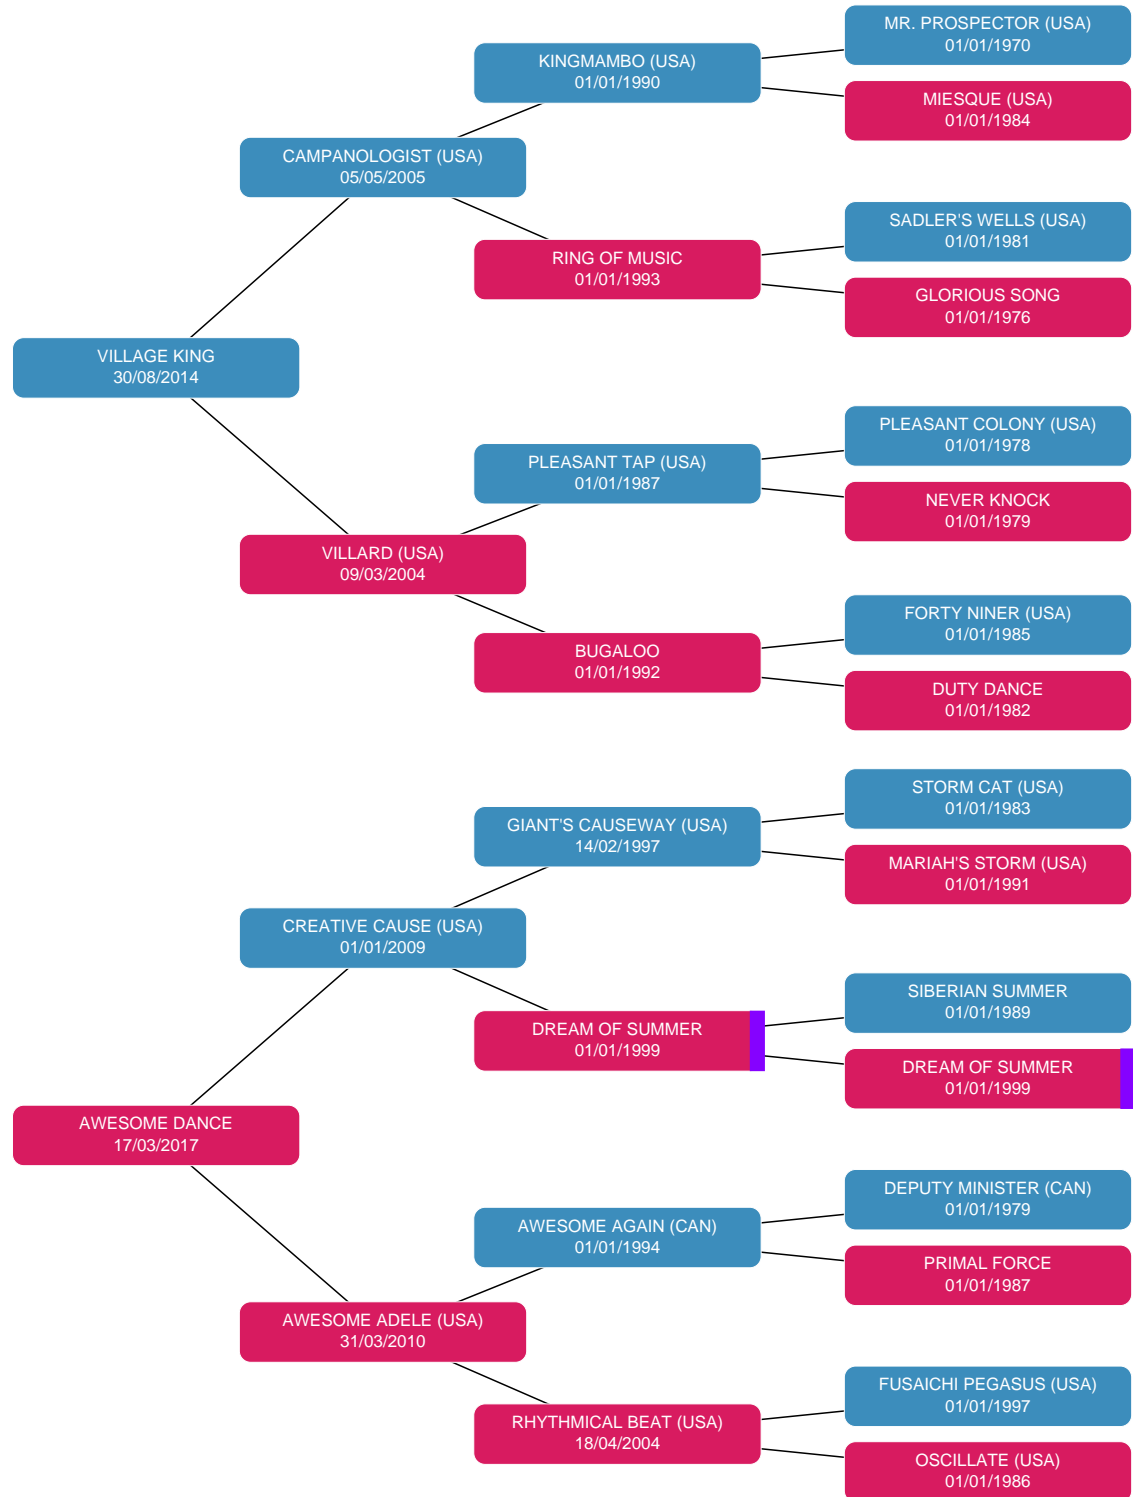 MR. PROSPECTOR (USA)
01/01/1970
KINGMAMBO (USA)
01/01/1990
MIESQUE (USA)
01/01/1984
CAMPANOLOGIST (USA)
05/05/2005
SADLER'S WELLS (USA)
01/01/1981
RING OF MUSIC
01/01/1993
GLORIOUS SONG
01/01/1976
VILLAGE KING
30/08/2014
PLEASANT COLONY (USA)
01/01/1978
PLEASANT TAP (USA)
01/01/1987
NEVER KNOCK
01/01/1979
VILLARD (USA)
09/03/2004
FORTY NINER (USA)
01/01/1985
BUGALOO
01/01/1992
DUTY DANCE
01/01/1982
STORM CAT (USA)
01/01/1983
GIANT'S CAUSEWAY (USA)
14/02/1997
MARIAH'S STORM (USA)
01/01/1991
CREATIVE CAUSE (USA)
01/01/2009
SIBERIAN SUMMER
01/01/1989
DREAM OF SUMMER
01/01/1999
DREAM OF SUMMER
01/01/1999
AWESOME DANCE
17/03/2017
DEPUTY MINISTER (CAN)
01/01/1979
AWESOME AGAIN (CAN)
01/01/1994
PRIMAL FORCE
01/01/1987
AWESOME ADELE (USA)
31/03/2010
FUSAICHI PEGASUS (USA)
01/01/1997
RHYTHMICAL BEAT (USA)
18/04/2004
OSCILLATE (USA)
01/01/1986